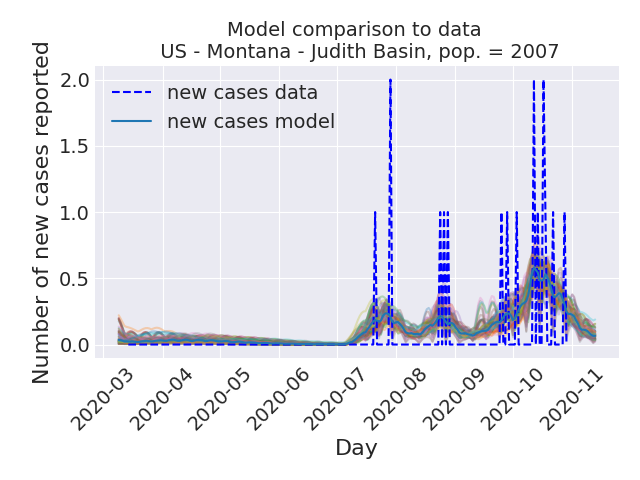 Model comparison to data
US - Montana - Judith Basin, pop. = 2007
Number of new cases reported
2.0
1.5
1.0
0.5
0.0
new cases data
new cases model
2020-03
2020-04
2020-05
2020-06
2020-07
2020-08
2020-09
2020-10
2020-11
Day